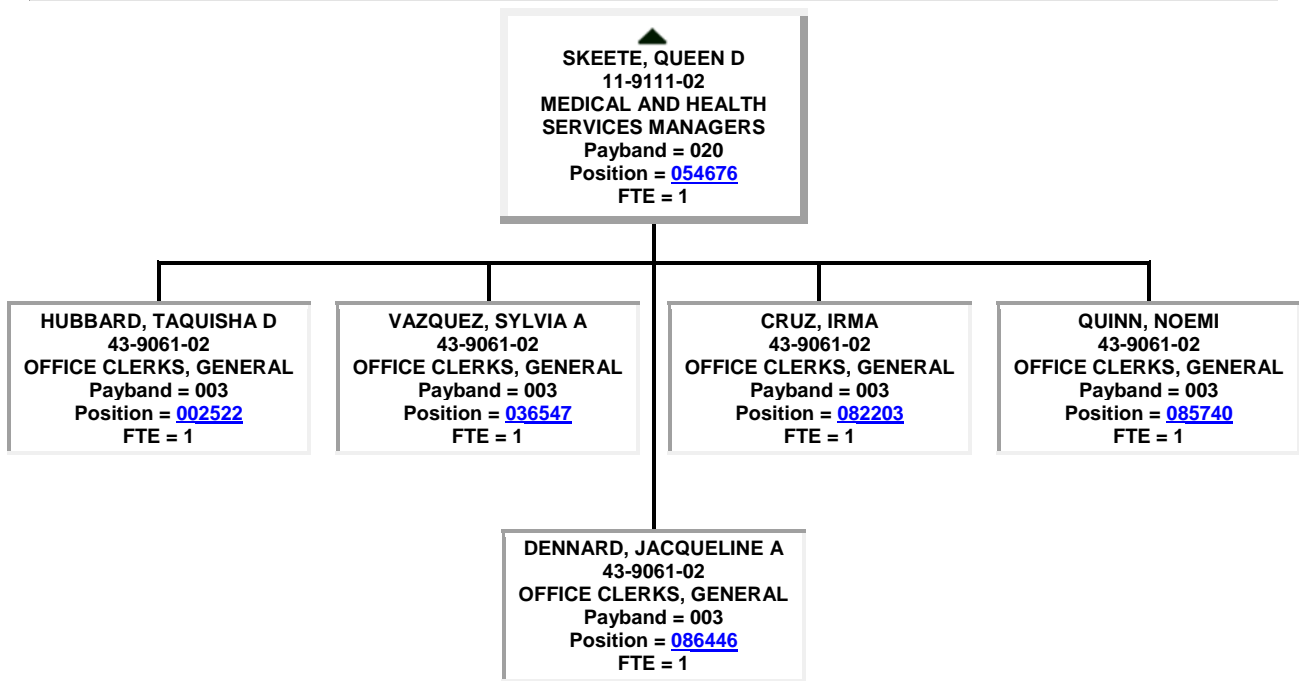 SKEETE, QUEEN D
11-9111-02
MEDICAL AND HEALTH
SERVICES MANAGERS
Payband = 020
Position = 054676
FTE = 1
HUBBARD, TAQUISHA D
43-9061-02
OFFICE CLERKS, GENERAL
Payband = 003
Position = 002522
FTE = 1
VAZQUEZ, SYLVIA A
43-9061-02
OFFICE CLERKS, GENERAL
Payband = 003
Position = 036547
FTE = 1
CRUZ, IRMA
43-9061-02
OFFICE CLERKS, GENERAL
Payband = 003
Position = 082203
FTE = 1
QUINN, NOEMI
43-9061-02
OFFICE CLERKS, GENERAL
Payband = 003
Position = 085740
FTE = 1
DENNARD, JACQUELINE A
43-9061-02
OFFICE CLERKS, GENERAL
Payband = 003
Position = 086446
FTE = 1